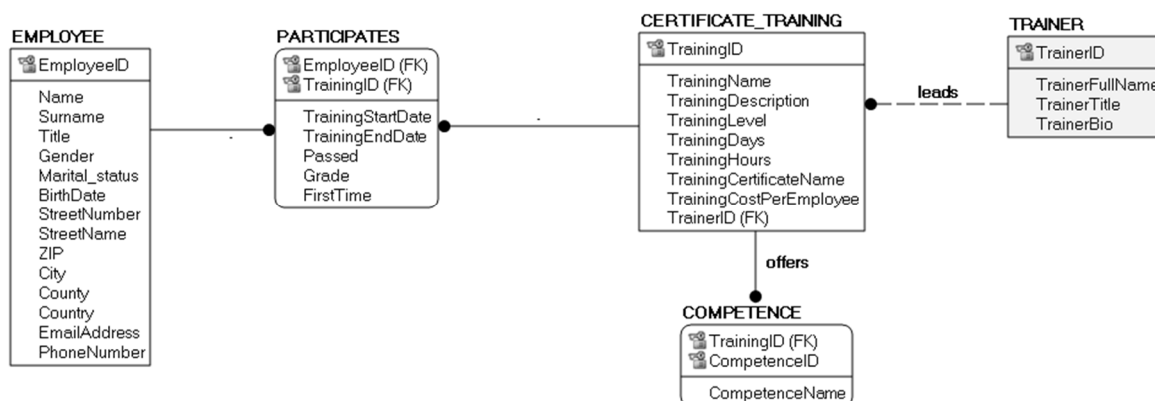 EMPLOYEE
EmployeeID
Name
Surname
Title
Gender
Marital_status
BirthDate
StreetNumber
StreetName
ZIP
City
County
Country
EmailAddress
PhoneNumber
PARTICIPATES
EmployeeID (FK)
TrainingID (FK)
TrainingStartDate
TrainingEndDate
Passed
Grade
FirstTime
CERTIFICATE_TRAINING
TrainingID
TrainingName
TrainingDescription
TrainingLevel
TrainingDays
TrainingHours
TrainingCertificateName
TrainingCostPerEmployee
TrainerID (FK)
leads
TRAINER
TrainerID
TrainerFullName
TrainerTitle
TrainerBio
offers
COMPETENCE
TrainingID (FK)
CompetenceID
CompetenceName